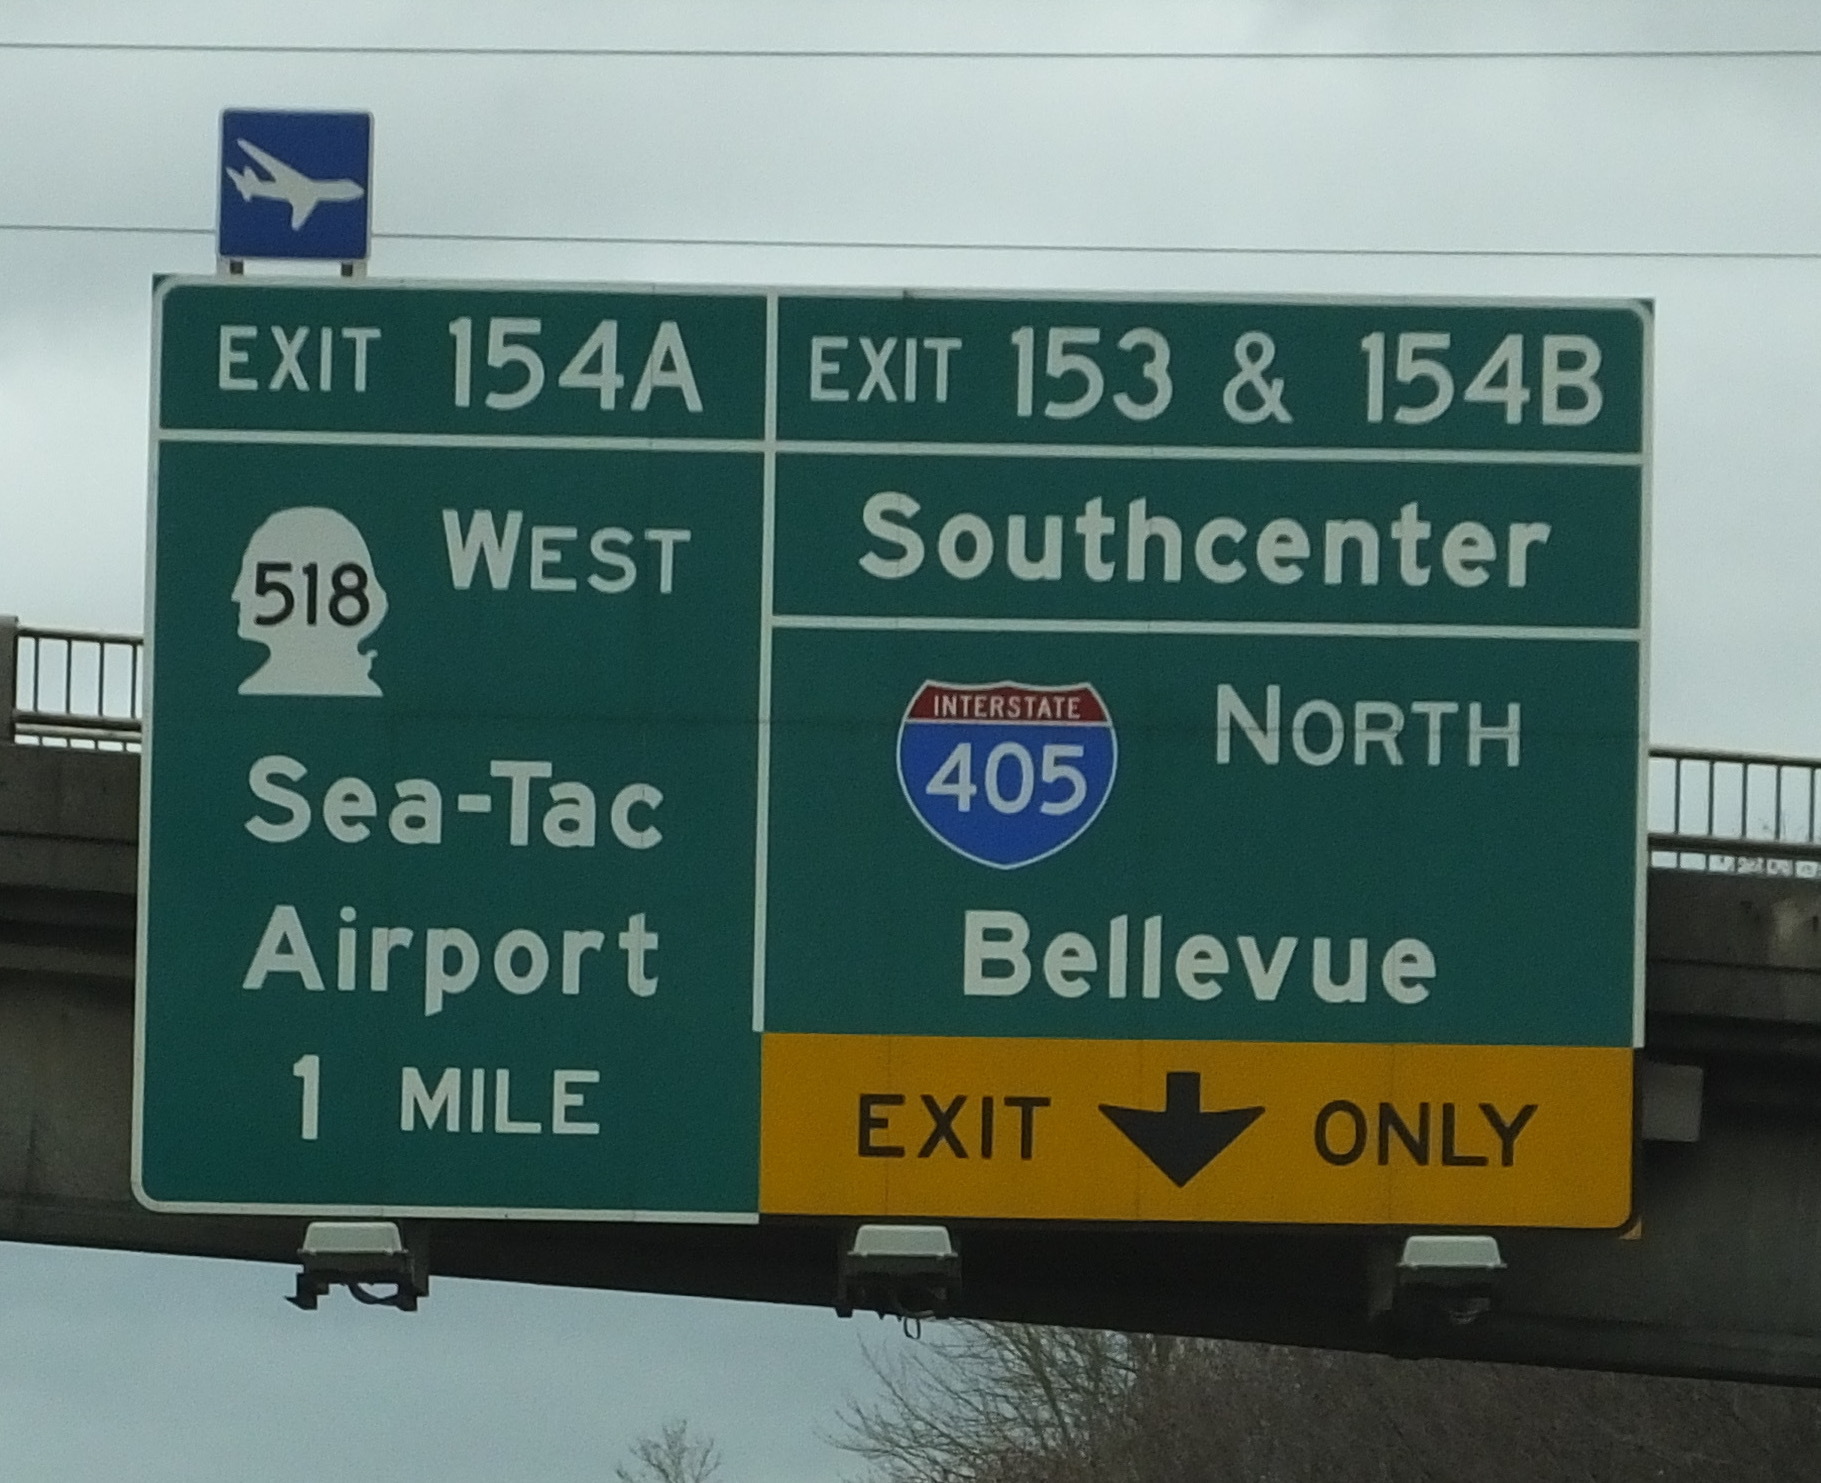 EXIT 154A
518 WEST
Sea-Tac
Airport
1 MILE
EXIT 153 & 154B
Southcenter
INTERSTATE
405 NORTH
Bellevue
EXIT ONLY